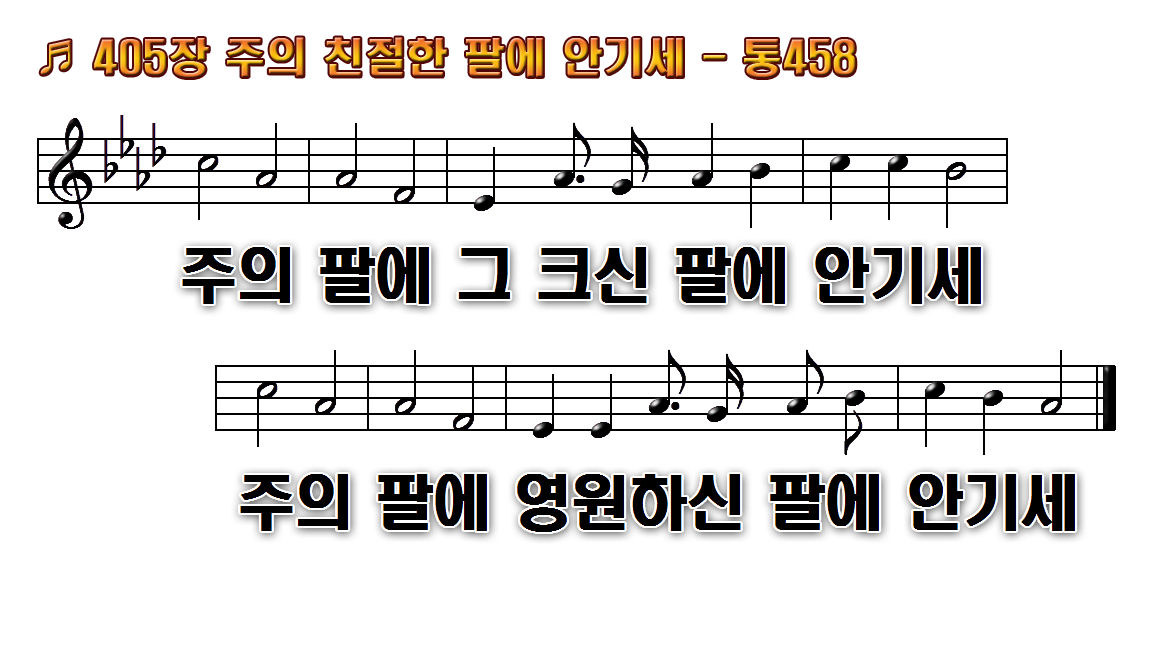 ♬ 405장 주의 친절한 팔에 안기세 - 통458
주의 팔에 그 크신 팔에 안기세
주의 팔에 영원하신 팔에 안기세